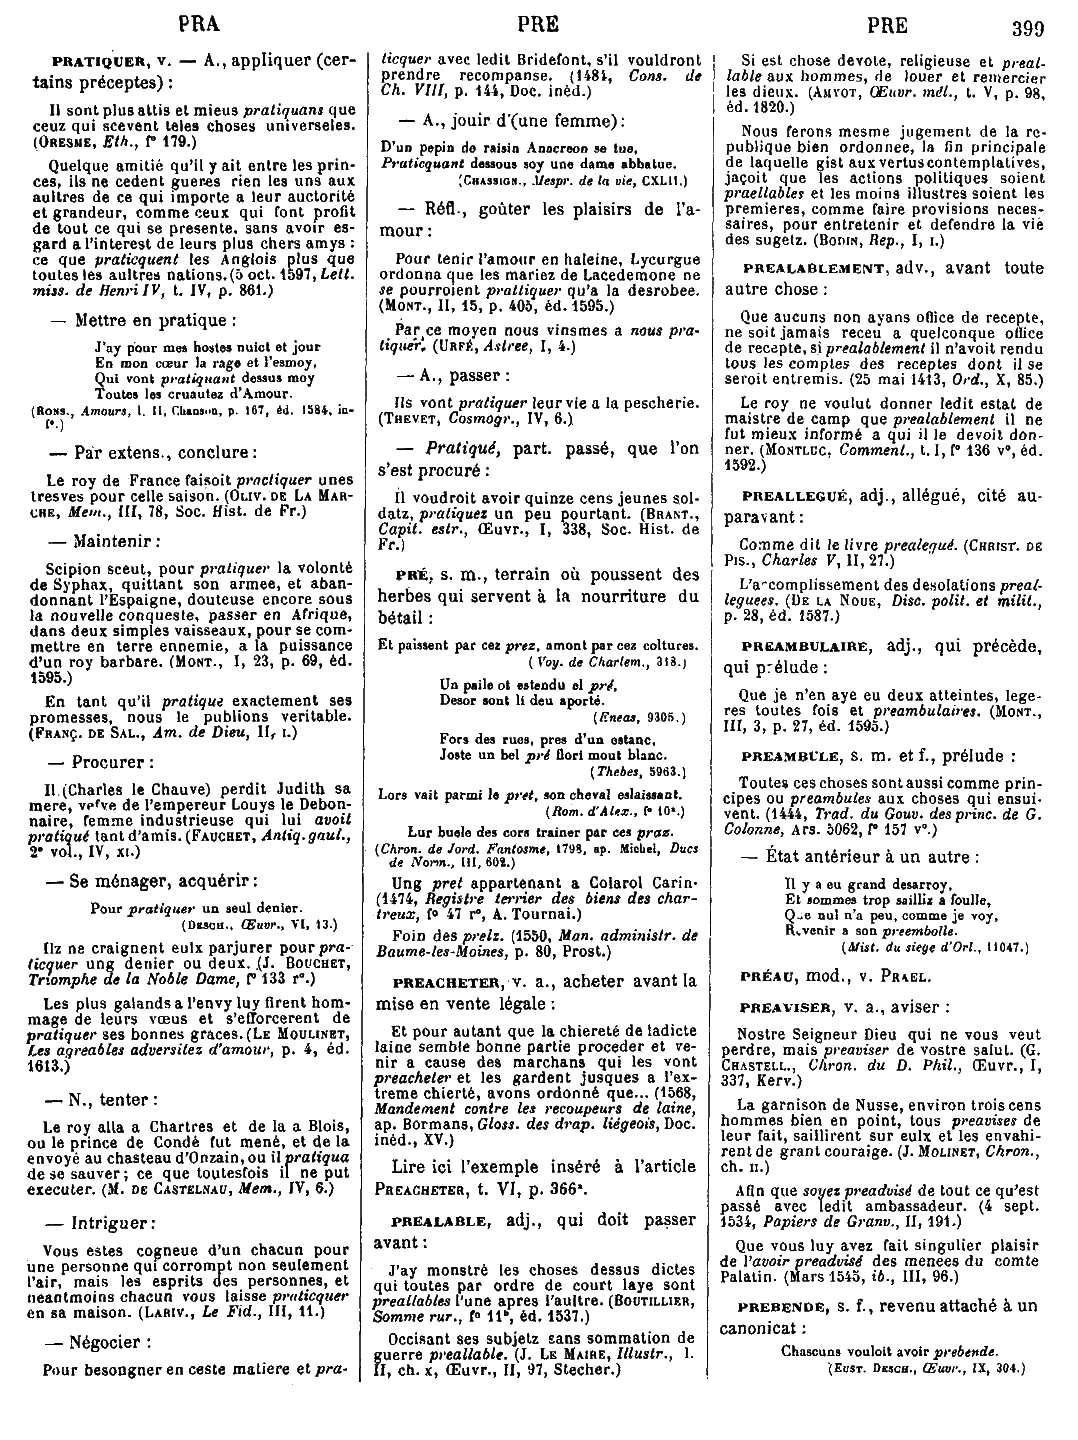 PRA
PRE
PRE
399
PRATIQUER, v. — A., appliquer (cer-
tains préceptes) :
Il sont plus attis et mieus pratiquans que
ceuz qui scevent teles choses universeles.
(ORESME, Eth., f° 179.)
Quelque amitié qu'il y ait entre les prin-
ces, ils ne cedent gueres rien les uns aux
aultres de ce qui importe a leur auctorité
et grandeur, comme ceux qui font profit
de tout ce qui se presente, sans avoir es-
gard a l'interest de leurs plus chers amys :
ce que praticquent les Anglois plus que
toutes les aultres nations. (5 oct. 1597, Lett.
miss. de Henri IV, t. IV, p. 861.)
— Mettre en pratique :
J'ay pour mes hostes nuict et jour
En mon cœur la rage et l'esmoy,
Qui vont pratiquant dessus moy
Toutes les cruautez d'Amour.
(RONS., Amours, l. II, Chanson, p. 167, éd. 1584, in-
f°.)
— Par extens., conclure :
Le roy de France faisoit practiquer unes
tresves pour celle saison. (OLIV. DE LA MAR-
CHE, Mem., III, 78, Soc. Hist. de Fr.)
— Maintenir :
Scipion sceut, pour pratiquer la volonté
de Syphax, quittant son armee, et aban-
donnant l'Espaigne, douteuse encore sous
la nouvelle conqueste, passer en Afrique,
dans deux simples vaisseaux, pour se com-
mettre en terre ennemie, a la puissance
d'un roy barbare. (MONT., I, 23, p. 69, éd.
1595.)
En tant qu'il pratique exactement ses
promesses, nous le publions veritable.
(FRANÇ. DE SAL., Am. de Dieu, II, I.)
— Procurer :
Il (Charles le Chauve) perdit Judith sa
mere, vefve de l'empereur Louys le Debon-
naire, femme industrieuse qui lui avoit
pratiqué tant d'amis. (FAUCHET, Antiq. gaul.,
2° vol., IV, XI.)
— Se ménager, acquérir :
Pour pratiquer un seul denier.
(DESCH., Œuvr., VI, 13.)
Ilz ne craignent eulx parjurer pour pra-
ticquer ung denier ou deux. (J. BOUCHET,
Triomphe de la Noble Dame, f° 133 r°.)
Les plus galands a l'envy luy firent hom-
mage de leurs vœus et s'efforcerent de
pratiquer ses bonnes graces. (LE MOULINET,
Les agreables adversitez d'amour, p. 4, éd.
1613.)
— N., tenter :
Le roy alla a Chartres et de la a Blois,
ou le prince de Condé fut mené, et de la
envoyé au chasteau d'Onzain, ou il pratiqua
de se sauver ; ce que toutesfois il ne put
executer. (M. DE CASTELNAU, Mem., IV, 6.)
— Intriguer :
Vous estes cogneue d'un chacun pour
une personne qui corrompt non seulement
l'air, mais les esprits des personnes, et
neantmoins chacun vous laisse praticquer
en sa maison. (LARIV., Le Fid., III, 11.)
— Négocier :
Pour besongner en ceste matiere et pra-
ticquer avec ledit Bridefont, s'il vouldront
prendre recompanse. (1484, Cons. de
Ch. VIII, p. 144, Doc. inéd.)
— A., jouir d'(une femme) :
D'un pepin de raisin Anacreon se tue,
Praticquant dessous soy une dame abbatue.
(CHASSIGN., Mespr. de la vie, CXLII.)
— Réfl., goûter les plaisirs de l'a-
mour :
Pour tenir l'amour en haleine, Lycurgue
ordonna que les mariez de Lacedemone ne
se pourroient prattiquer qu'a la desrobee.
(MONT., II, 15, p. 405, éd. 1595.)
Par ce moyen nous vinsmes a nous pra-
tiquer. (URFÉ, Astree, I, 4.)
— A., passer :
Ils vont pratiquer leur vie a la pescherie.
(THEVET, Cosmogr., IV, 6.)
— Pratiqué, part. passé, que l'on
s'est procuré :
Il voudroit avoir quinze cens jeunes sol-
datz, pratiquez un peu pourtant. (BRANT.,
Capit. estr., Œuvr., I, 338, Soc. Hist. de
Fr.)
PRÉ, s. m., terrain où poussent des
herbes qui servent à la nourriture du
bétail :
Et paissent par cez prez, amont par cez coltures.
(Voy. de Charlem., 318.)
Un paile ot estendu el pré,
Desor sont li deu aporté.
(Eneas, 9305.)
Fors des rues, pres d'un estanc,
Joste un bel pré flori mout blanc.
(Thebes, 5963.)
Lors vait parmi le pret, son cheval eslaissant.
(Rom. d'Alex., f° 10ª.)
Lur buele des cors trainer par ces praz.
(Chron. de Jord. Fantosme, 1798, ap. Michel, Ducs
de Norm., III, 602.)
Ung pret appartenant a Colarol Carin.
(1474, Registre terrier des biens des char-
treux, f° 47 r°, A. Tournai.)
Foin des pretz. (1550, Man. administr. de
Baume-les-Moines, p. 80, Prost.)
PREACHETER, v. a., acheter avant la
mise en vente légale :
Et pour autant que la chiereté de ladicte
laine semble bonne partie proceder et ve-
nir a cause des marchans qui les vont
preacheter et les gardent jusques a l'ex-
treme chierté, avons ordonné que... (1568,
Mandement contre les recoupeurs de laine,
ap. Bormans, Gloss. des drap. liégeois, Doc.
inéd., XV.)
Lire ici l'exemple inséré à l'article
PREACHETER, t. VI, p. 366ª.
PREALABLE, adj., qui doit passer
avant :
J'ay monstré les choses dessus dictes
qui toutes par ordre de court laye sont
preallables l'une apres l'aultre. (BOUTILLIER,
Somme rur., f° 11ª, éd. 1537.)
Occisant ses subjetz sans sommation de
guerre preallable. (J. LE MAIRE, Illustr., l.
II, ch. x, Œuvr., II, 97, Stecher.)
Si est chose devote, religieuse et preal-
lable aux hommes, de louer et remercier
les dieux. (AMYOT, Œuvr. mél., t. V, p. 98,
éd. 1820.)
Nous ferons mesme jugement de la re-
publique bien ordonnee, la fin principale
de laquelle gist aux vertus contemplatives,
jaçoit que les actions politiques soient
praellables et les moins illustres soient les
premieres, comme faire provisions neces-
saires, pour entretenir et defendre la vie
des sugetz. (BODIN, Rep., I, I.)
PREALABLEMENT, adv., avant toute
autre chose :
Que aucuns non ayans office de recepte,
ne soit jamais receu a quelconque office
de recepte, si prealablement il n'avoit rendu
tous les comptes des receptes dont il se
seroit entremis. (25 mai 1413, Ord., X, 85.)
Le roy ne voulut donner ledit estat de
maistre de camp que prealablement il ne
fut mieux informé a qui il le devoit don-
ner. (MONTLUC, Comment., t. I, f° 136 v°, éd.
1592.)
PREALLEGUÉ, adj., allégué, cité au-
paravant :
Comme dit le livre prealegué. (CHRIST. DE
PIS., Charles V, II, 27.)
L'accomplissement des desolations preal-
leguees. (DE LA NOUE, Disc. polit. et milit.,
p. 28, éd. 1587.)
PREAMBULAIRE, adj., qui précède,
qui prélude :
Que je n'en aye eu deux atteintes, lege-
res toutes fois et preambulaires. (MONT.,
III, 3, p. 27, éd. 1595.)
PREAMBULE, s. m. et f., prélude :
Toutes ces choses sont aussi comme prin-
cipes ou preambules aux choses qui ensui-
vent. (1444, Trad. du Gouv. des princ. de G.
Colonne, Ars. 5062, f° 157 v°.)
— État antérieur à un autre :
Il y a eu grand desarroy,
Et sommes trop sailliz a foulle,
Que nul n'a peu, comme je voy,
Revenir a son preembolle.
(Mist. du siege d'Orl., 11047.)
PRÉAU, mod., v. PRAEL.
PREAVISER, v. a., aviser :
Nostre Seigneur Dieu qui ne vous veut
perdre, mais preaviser de vostre salut. (G.
CHASTELL., Chron. du D. Phil., Œuvr., I,
337, Kerv.)
La garnison de Nusse, environ trois cens
hommes bien en point, tous preavises de
leur fait, saillirent sur eulx et les envahi-
rent de grant couraige. (J. MOLINET, Chron.,
ch. II.)
Afin que soyez preadvisé de tout ce qu'est
passé avec ledit ambassadeur. (4 sept.
1534, Papiers de Granv., II, 191.)
Que vous luy avez fait singulier plaisir
de l'avoir preadvisé des menees du comte
Palatin. (Mars 1545, ib., III, 96.)
PREBENDE, s. f., revenu attaché à un
canonicat :
Chascuns vouloit avoir prebende.
(EUST. DESCH., Œuvr., IX, 304.)